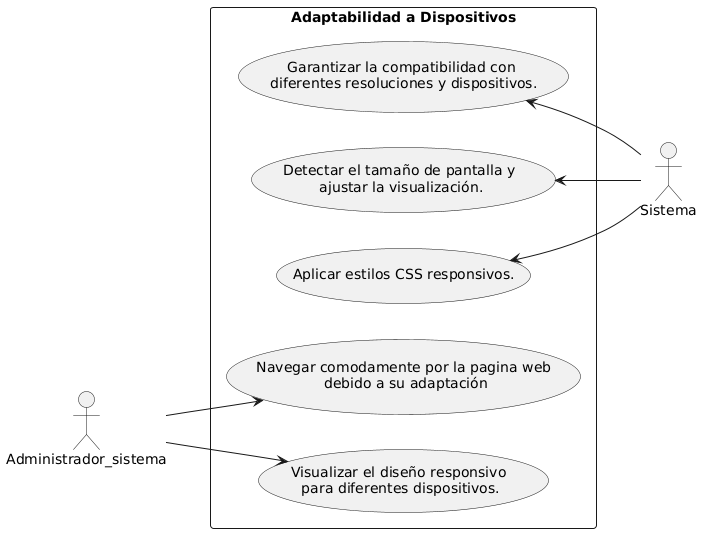 Adaptabilidad a Dispositivos
Garantizar la compatibilidad con
diferentes resoluciones y dispositivos.
Detectar el tamaño de pantalla y
ajustar la visualización.
Sistema
Aplicar estilos CSS responsivos.
Navegar comodamente por la pagina web
debido a su adaptación
Administrador_sistema
Visualizar el diseño responsivo
para diferentes dispositivos.